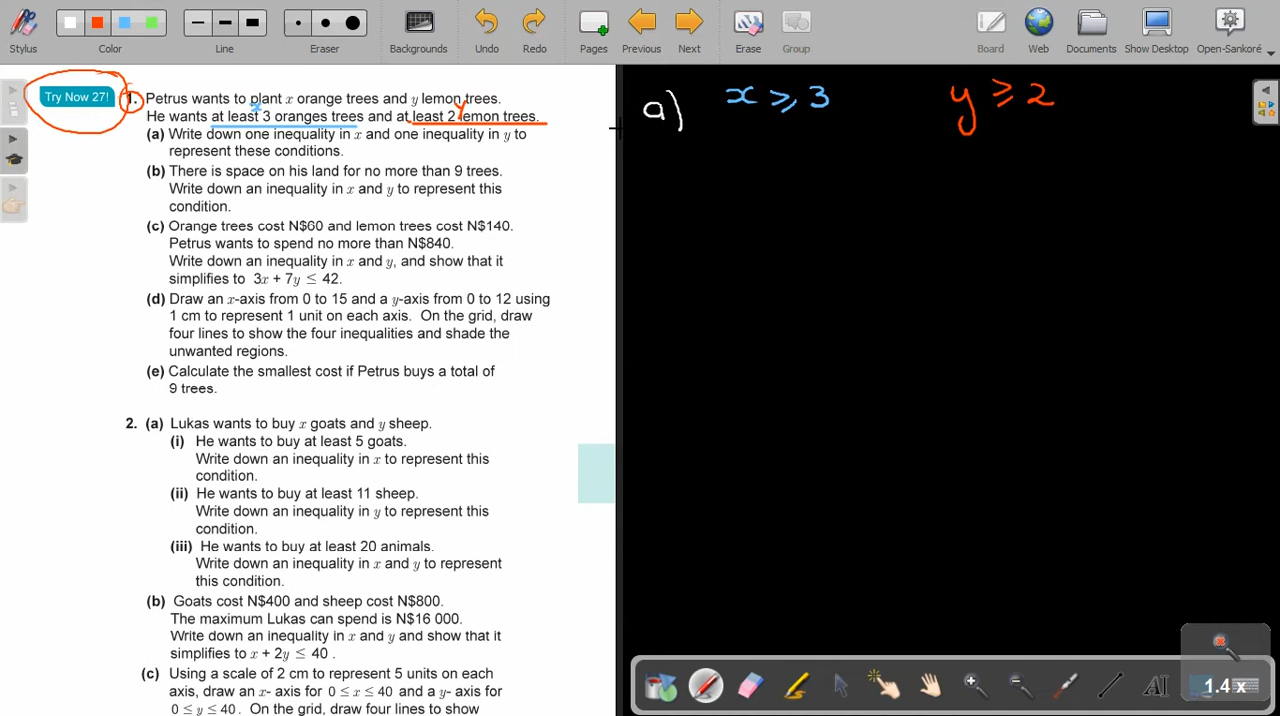 Stylus Color Line Eraser Backgrounds Undo Redo Pages Previous Next Erase Group Board Web Documents Show Desktop Open-Sankoré
Try Now 27!
1. Petrus wants to plant x orange trees and y lemon trees.
x y
He wants at least 3 oranges trees and at least 2 lemon trees.
(a) Write down one inequality in x and one inequality in y to
represent these conditions.
(b) There is space on his land for no more than 9 trees.
Write down an inequality in x and y to represent this
condition.
(c) Orange trees cost N$60 and lemon trees cost N$140.
Petrus wants to spend no more than N$840.
Write down an inequality in x and y, and show that it
simplifies to 3x + 7y ≤ 42.
(d) Draw an x-axis from 0 to 15 and a y-axis from 0 to 12 using
1 cm to represent 1 unit on each axis. On the grid, draw
four lines to show the four inequalities and shade the
unwanted regions.
(e) Calculate the smallest cost if Petrus buys a total of
9 trees.
2. (a) Lukas wants to buy x goats and y sheep.
(i) He wants to buy at least 5 goats.
Write down an inequality in x to represent this
condition.
(ii) He wants to buy at least 11 sheep.
Write down an inequality in y to represent this
condition.
(iii) He wants to buy at least 20 animals.
Write down an inequality in x and y to represent
this condition.
(b) Goats cost N$400 and sheep cost N$800.
The maximum Lukas can spend is N$16 000.
Write down an inequality in x and y and show that it
simplifies to x + 2y ≤ 40 .
(c) Using a scale of 2 cm to represent 5 units on each
axis, draw an x- axis for 0 ≤ x ≤ 40 and a y- axis for
0 ≤ y ≤ 40. On the grid, draw four lines to show
a) x ≥ 3 y ≥ 2
1.4 x